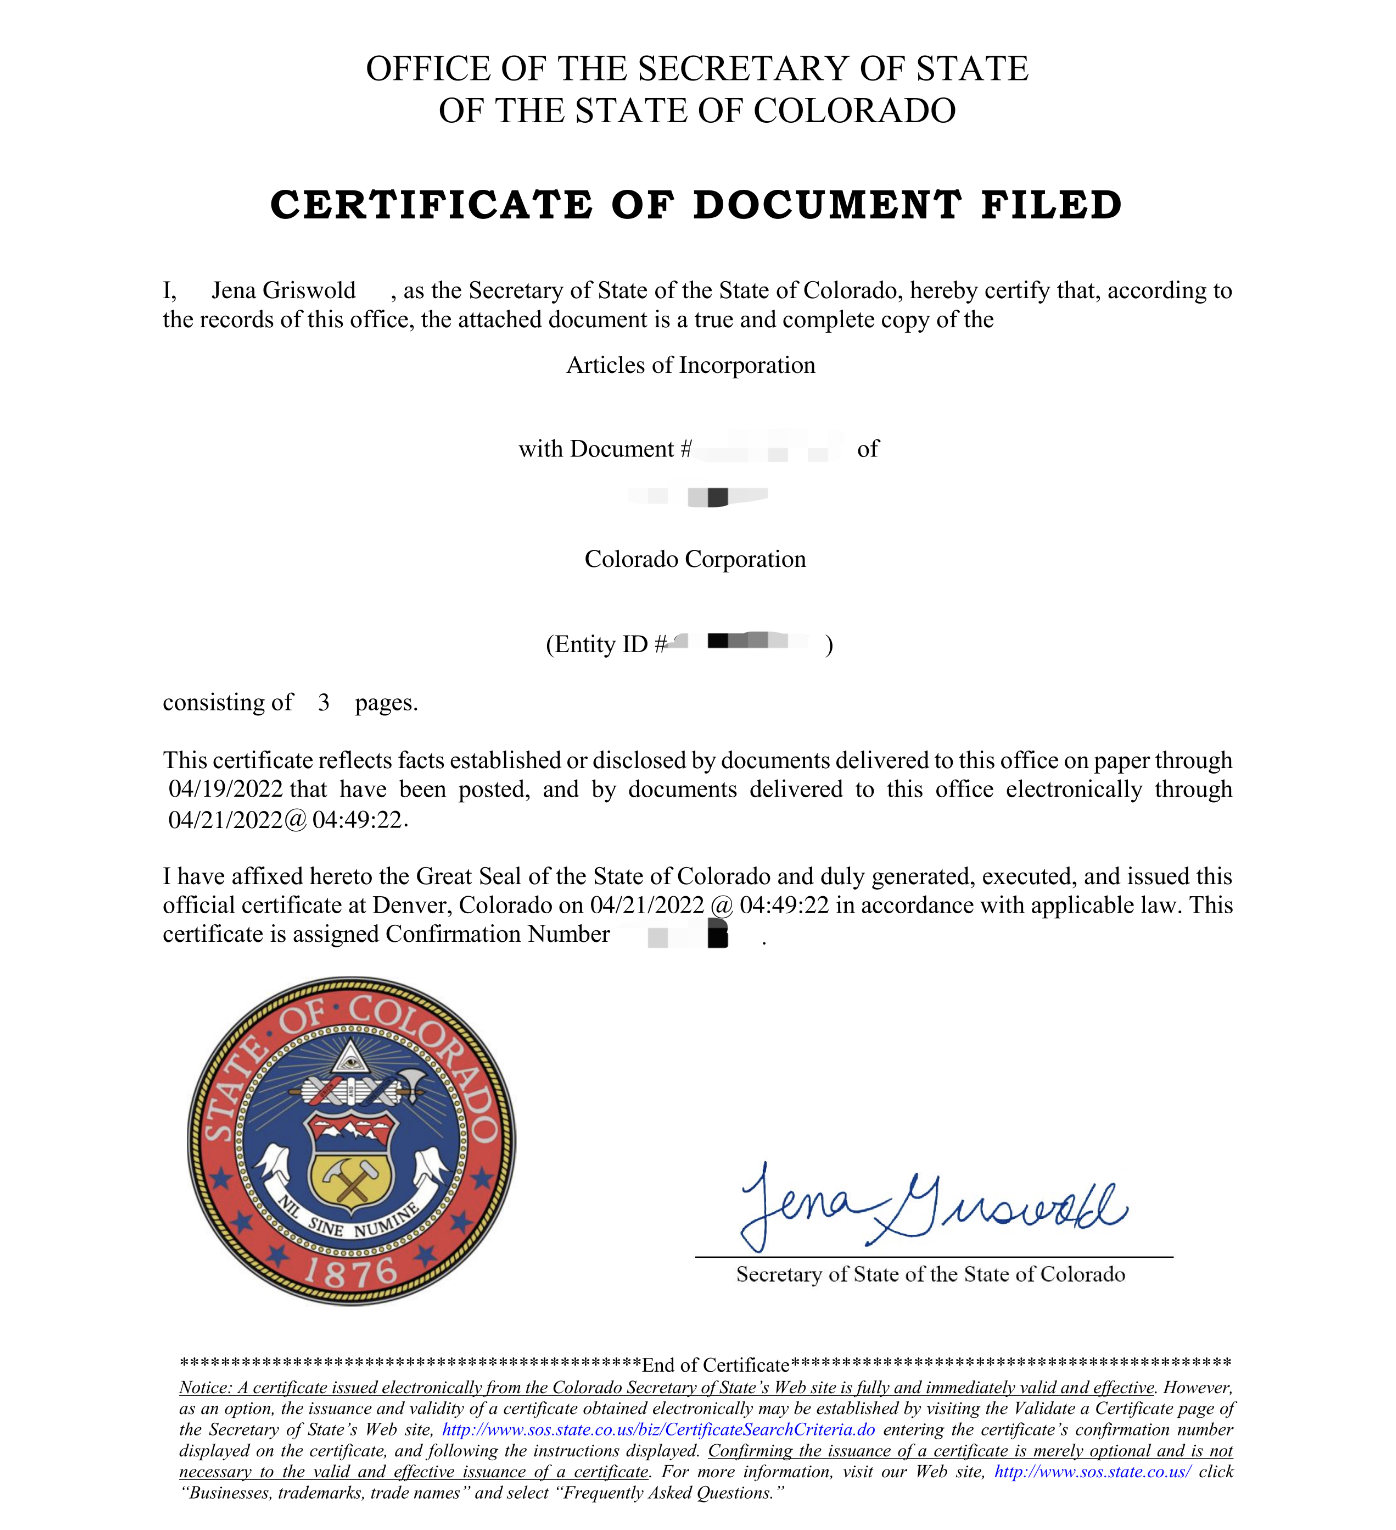 OFFICE OF THE SECRETARY OF STATE
OF THE STATE OF COLORADO
CERTIFICATE OF DOCUMENT FILED
I, Jena Griswold , as the Secretary of State of the State of Colorado, hereby certify that, according to
the records of this office, the attached document is a true and complete copy of the
Articles of Incorporation
with Document # of
Colorado Corporation
(Entity ID # )
consisting of 3 pages.
This certificate reflects facts established or disclosed by documents delivered to this office on paper through
04/19/2022 that have been posted, and by documents delivered to this office electronically through
04/21/2022@ 04:49:22.
I have affixed hereto the Great Seal of the State of Colorado and duly generated, executed, and issued this
official certificate at Denver, Colorado on 04/21/2022 @ 04:49:22 in accordance with applicable law. This
certificate is assigned Confirmation Number .
STATE · OF · COLORADO
NIL SINE NUMINE
1876
Jena Griswold
Secretary of State of the State of Colorado
*********************************************End of Certificate*******************************************
Notice: A certificate issued electronically from the Colorado Secretary of State's Web site is fully and immediately valid and effective. However,
as an option, the issuance and validity of a certificate obtained electronically may be established by visiting the Validate a Certificate page of
the Secretary of State's Web site, http://www.sos.state.co.us/biz/CertificateSearchCriteria.do entering the certificate's confirmation number
displayed on the certificate, and following the instructions displayed. Confirming the issuance of a certificate is merely optional and is not
necessary to the valid and effective issuance of a certificate. For more information, visit our Web site, http://www.sos.state.co.us/ click
"Businesses, trademarks, trade names" and select "Frequently Asked Questions."